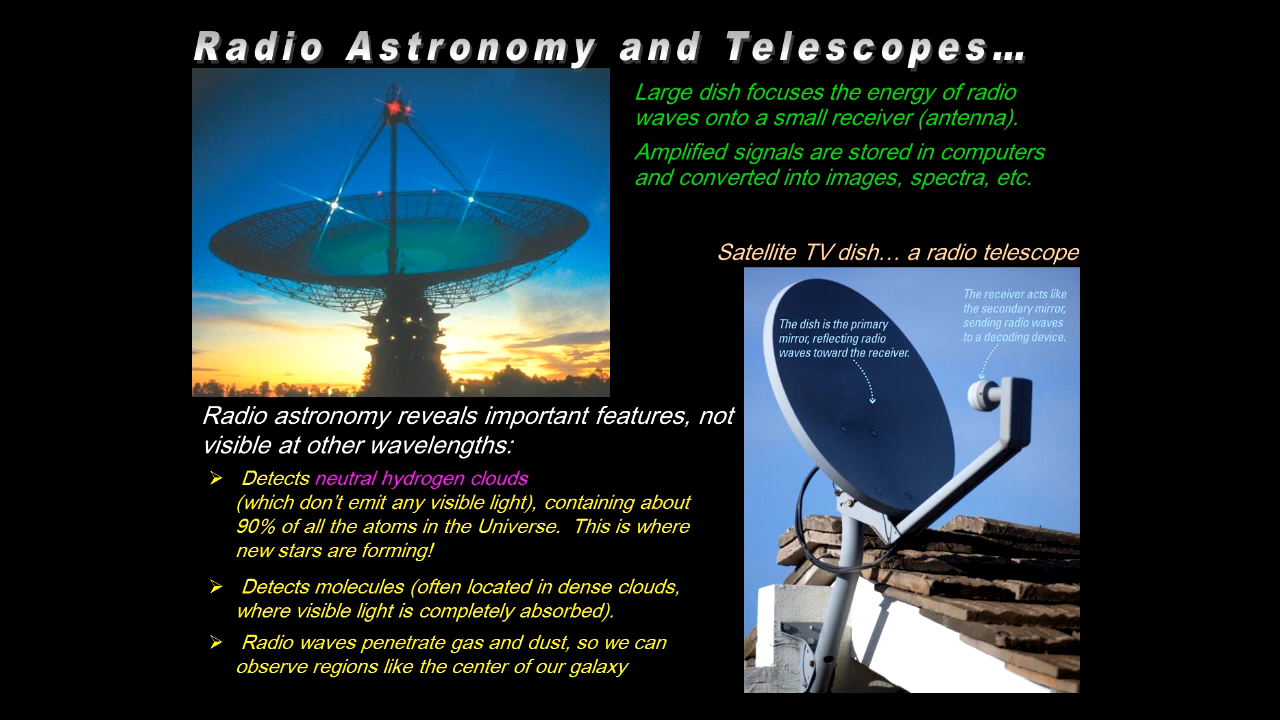 Radio Astronomy and Telescopes...
Large dish focuses the energy of radio
waves onto a small receiver (antenna).
Amplified signals are stored in computers
and converted into images, spectra, etc.
Satellite TV dish… a radio telescope
The dish is the primary
mirror, reflecting radio
waves toward the receiver.
The receiver acts like
the secondary mirror,
sending radio waves
to a decoding device.
Radio astronomy reveals important features, not
visible at other wavelengths:
➢ Detects neutral hydrogen clouds
(which don't emit any visible light), containing about
90% of all the atoms in the Universe. This is where
new stars are forming!
➢ Detects molecules (often located in dense clouds,
where visible light is completely absorbed).
➢ Radio waves penetrate gas and dust, so we can
observe regions like the center of our galaxy